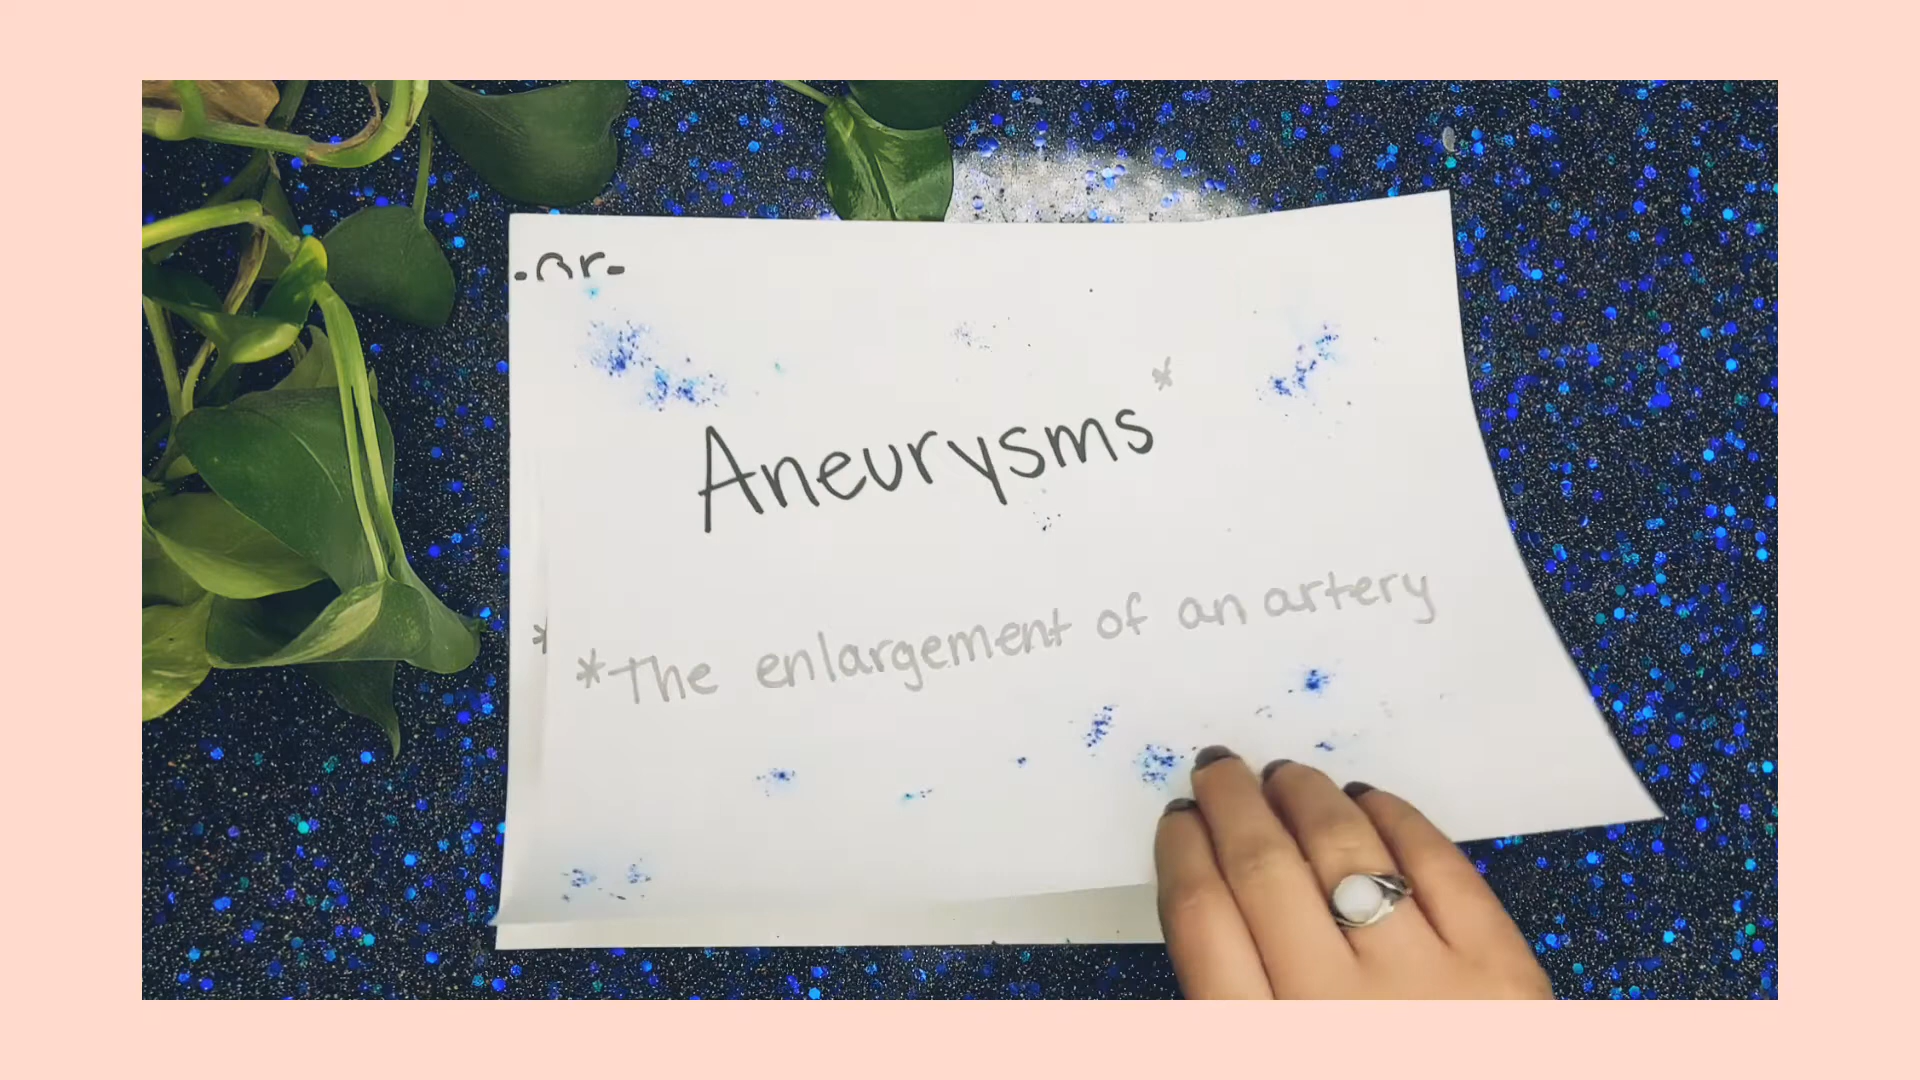 Aneurysms*
*The enlargement of an artery